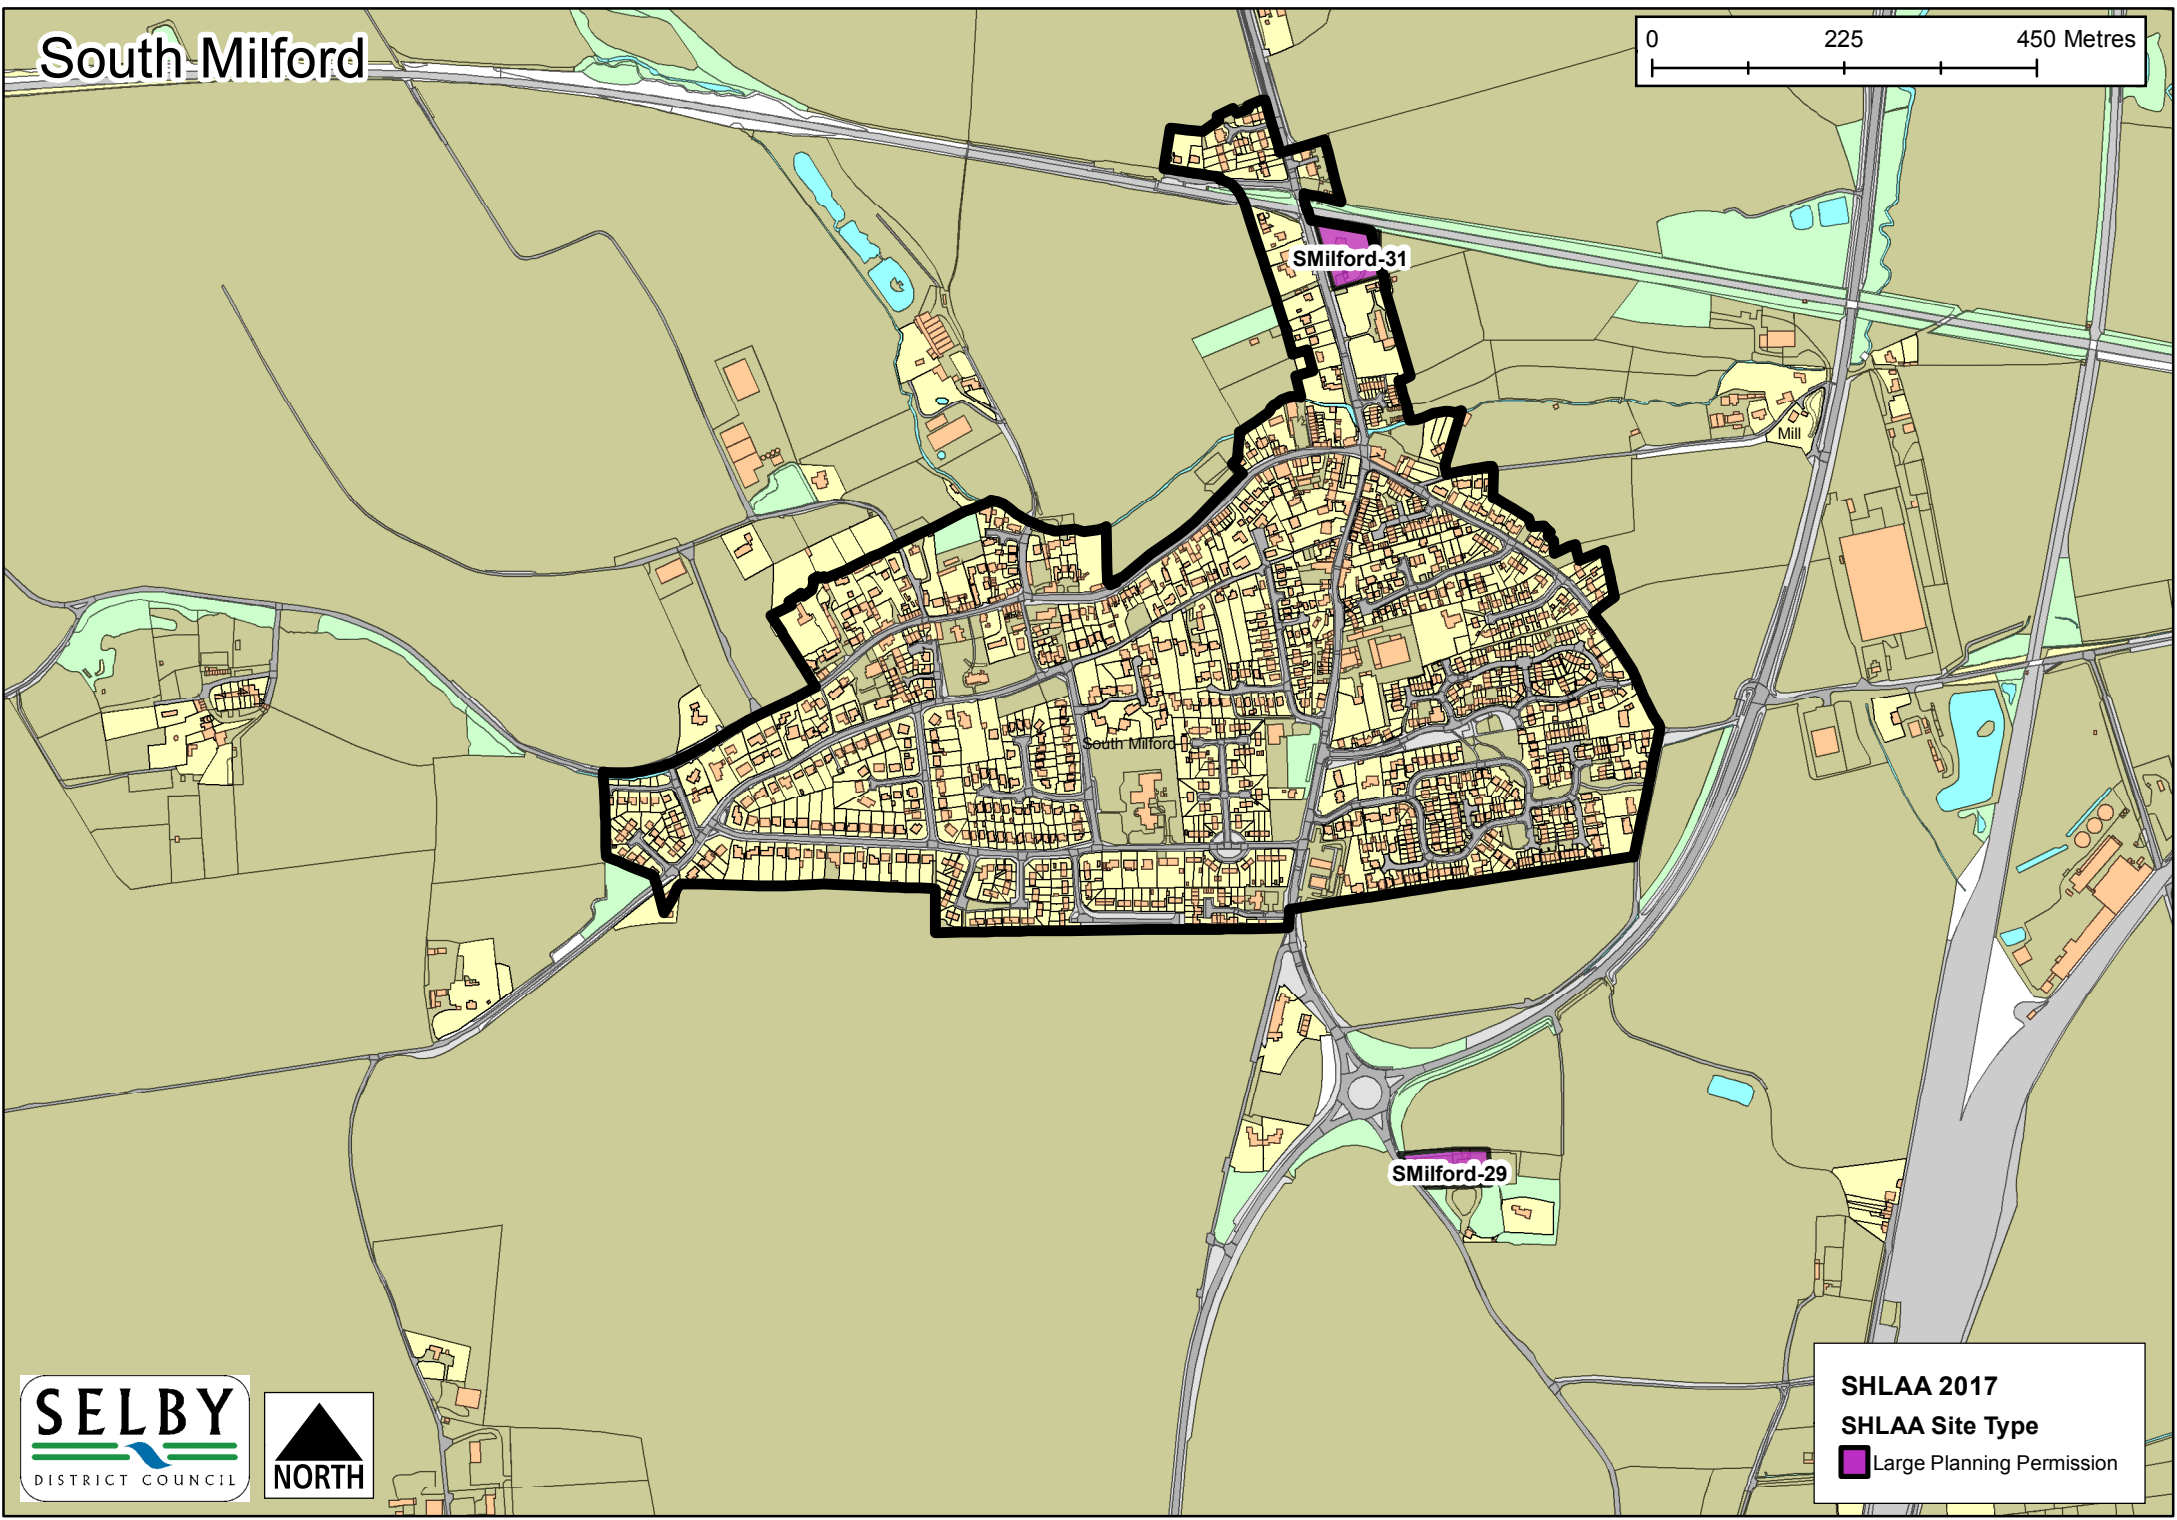 South Milford
0 225 450 Metres
SMilford-31
Mill
South Milford
SMilford-29
SELBY
DISTRICT COUNCIL
NORTH
SHLAA 2017
SHLAA Site Type
Large Planning Permission